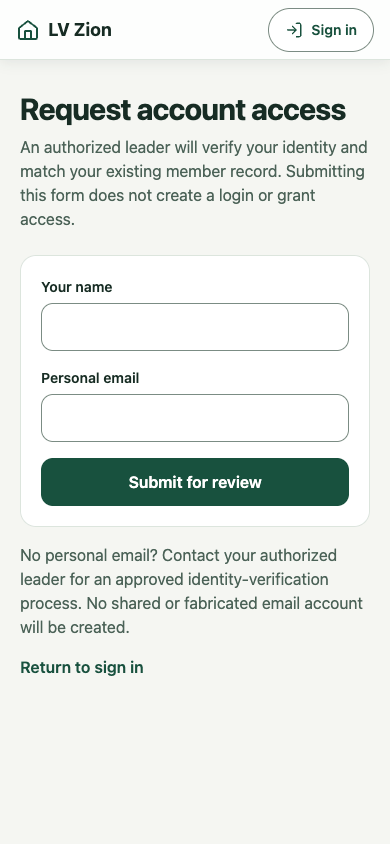 LV Zion
Sign in
Request account access
An authorized leader will verify your identity and
match your existing member record. Submitting
this form does not create a login or grant
access.
Your name
Personal email
Submit for review
No personal email? Contact your authorized
leader for an approved identity-verification
process. No shared or fabricated email account
will be created.
Return to sign in